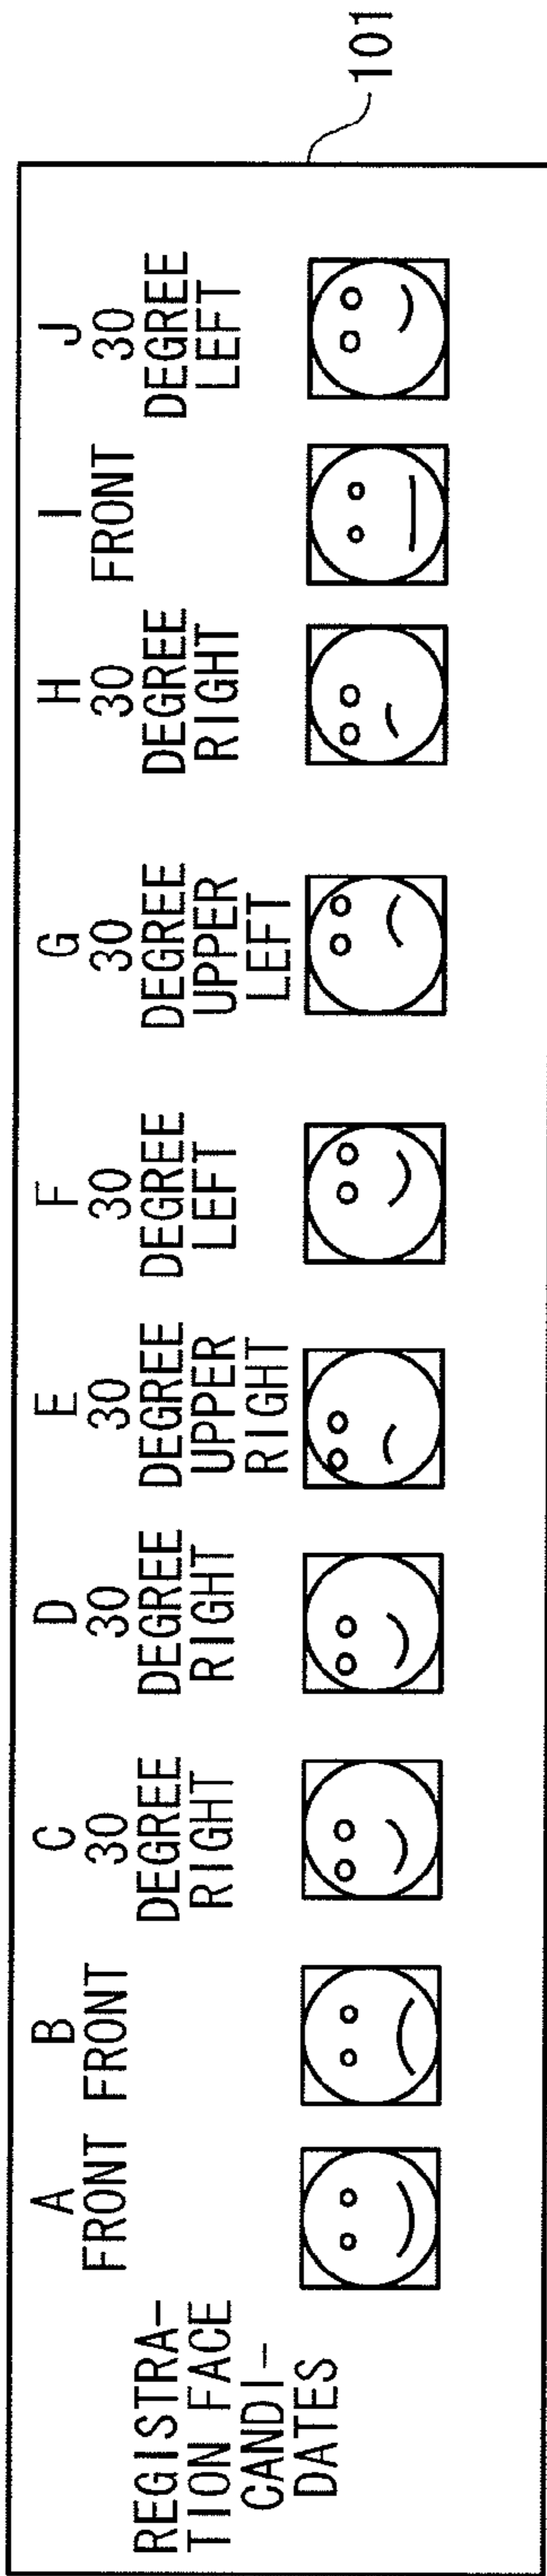 REGISTRA-
TION FACE
CANDI-
DATES
A
FRONT
B
FRONT
C
30
DEGREE
RIGHT
D
30
DEGREE
RIGHT
E
30
DEGREE
UPPER
RIGHT
F
30
DEGREE
LEFT
G
30
DEGREE
UPPER
LEFT
H
30
DEGREE
RIGHT
I
FRONT
J
30
DEGREE
LEFT
101